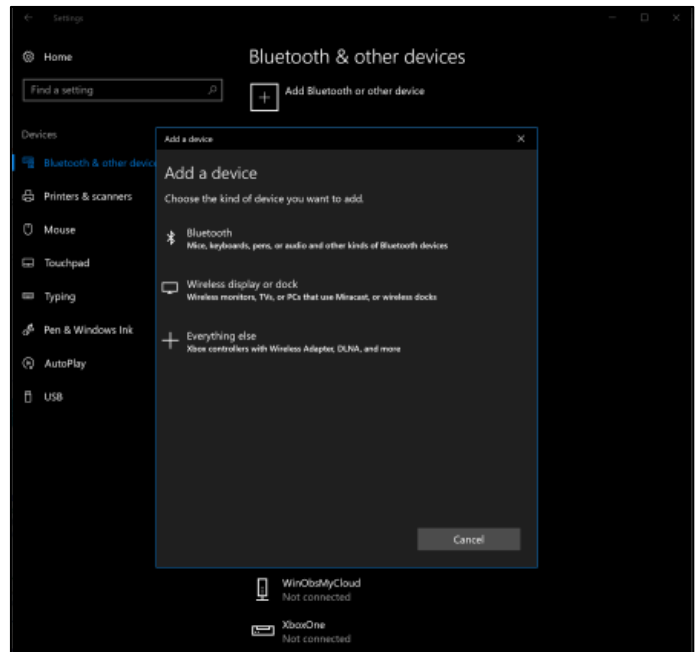 Settings
Home
Bluetooth & other devices
Find a setting
Add Bluetooth or other device
Devices
Bluetooth & other device
Printers & scanners
Mouse
Touchpad
Typing
Pen & Windows Ink
AutoPlay
USB
Add a device
Add a device
Choose the kind of device you want to add.
Bluetooth
Mice, keyboards, pens, or audio and other kinds of Bluetooth devices
Wireless display or dock
Wireless monitors, TVs, or PCs that use Miracast, or wireless docks
Everything else
Xbox controllers with Wireless Adapter, DLNA, and more
Cancel
WinObsMyCloud
Not connected
XboxOne
Not connected